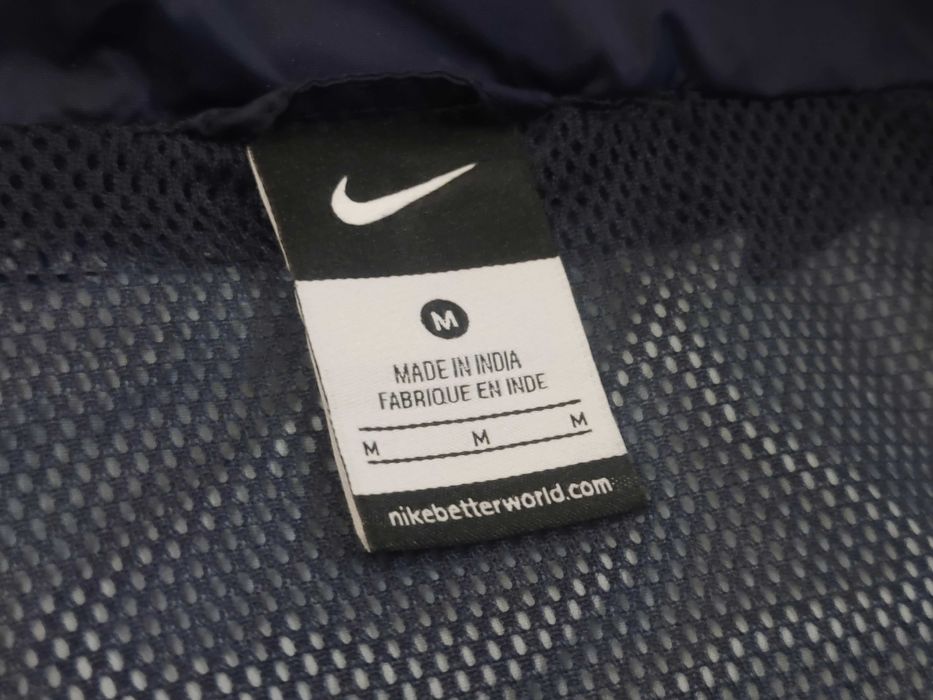 M
MADE IN INDIA
FABRIQUE EN INDE
M M M
nikebetterworld.com